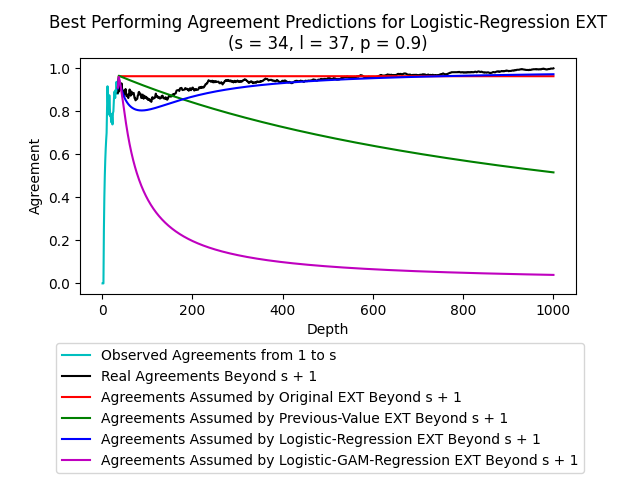 Best Performing Agreement Predictions for Logistic-Regression EXT
(s = 34, l = 37, p = 0.9)
1.0
0.8
0.6
0.4
0.2
0.0
Agreement
0 200 400 600 800 1000
Depth
Observed Agreements from 1 to s
Real Agreements Beyond s + 1
Agreements Assumed by Original EXT Beyond s + 1
Agreements Assumed by Previous-Value EXT Beyond s + 1
Agreements Assumed by Logistic-Regression EXT Beyond s + 1
Agreements Assumed by Logistic-GAM-Regression EXT Beyond s + 1